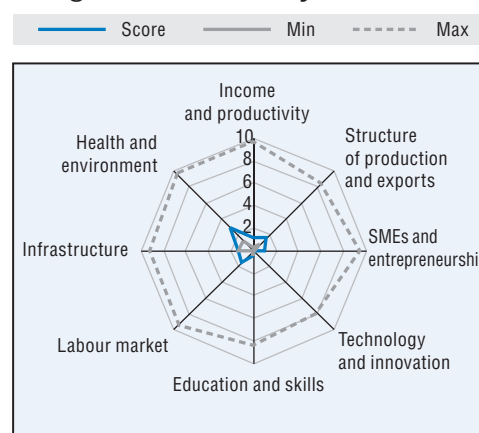 Score Min Max
Income
and productivity
Health and
environment
Structure
of production
and exports
10
8
6
4
2
Infrastructure
SMEs and
entrepreneurshi
Labour market
Technology
and innovation
Education and skills